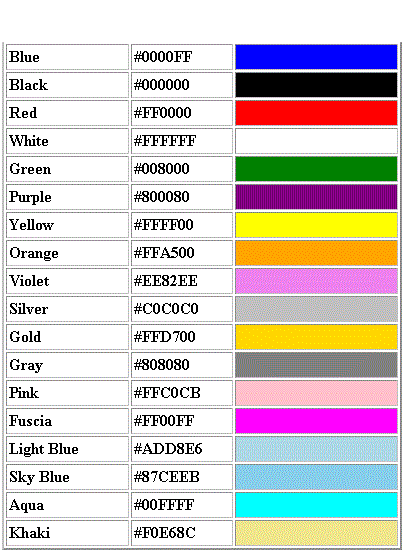 Blue #0000FF
Black #000000
Red #FF0000
White #FFFFFF
Green #008000
Purple #800080
Yellow #FFFF00
Orange #FFA500
Violet #EE82EE
Silver #C0C0C0
Gold #FFD700
Gray #808080
Pink #FFC0CB
Fuscia #FF00FF
Light Blue #ADD8E6
Sky Blue #87CEEB
Aqua #00FFFF
Khaki #F0E68C